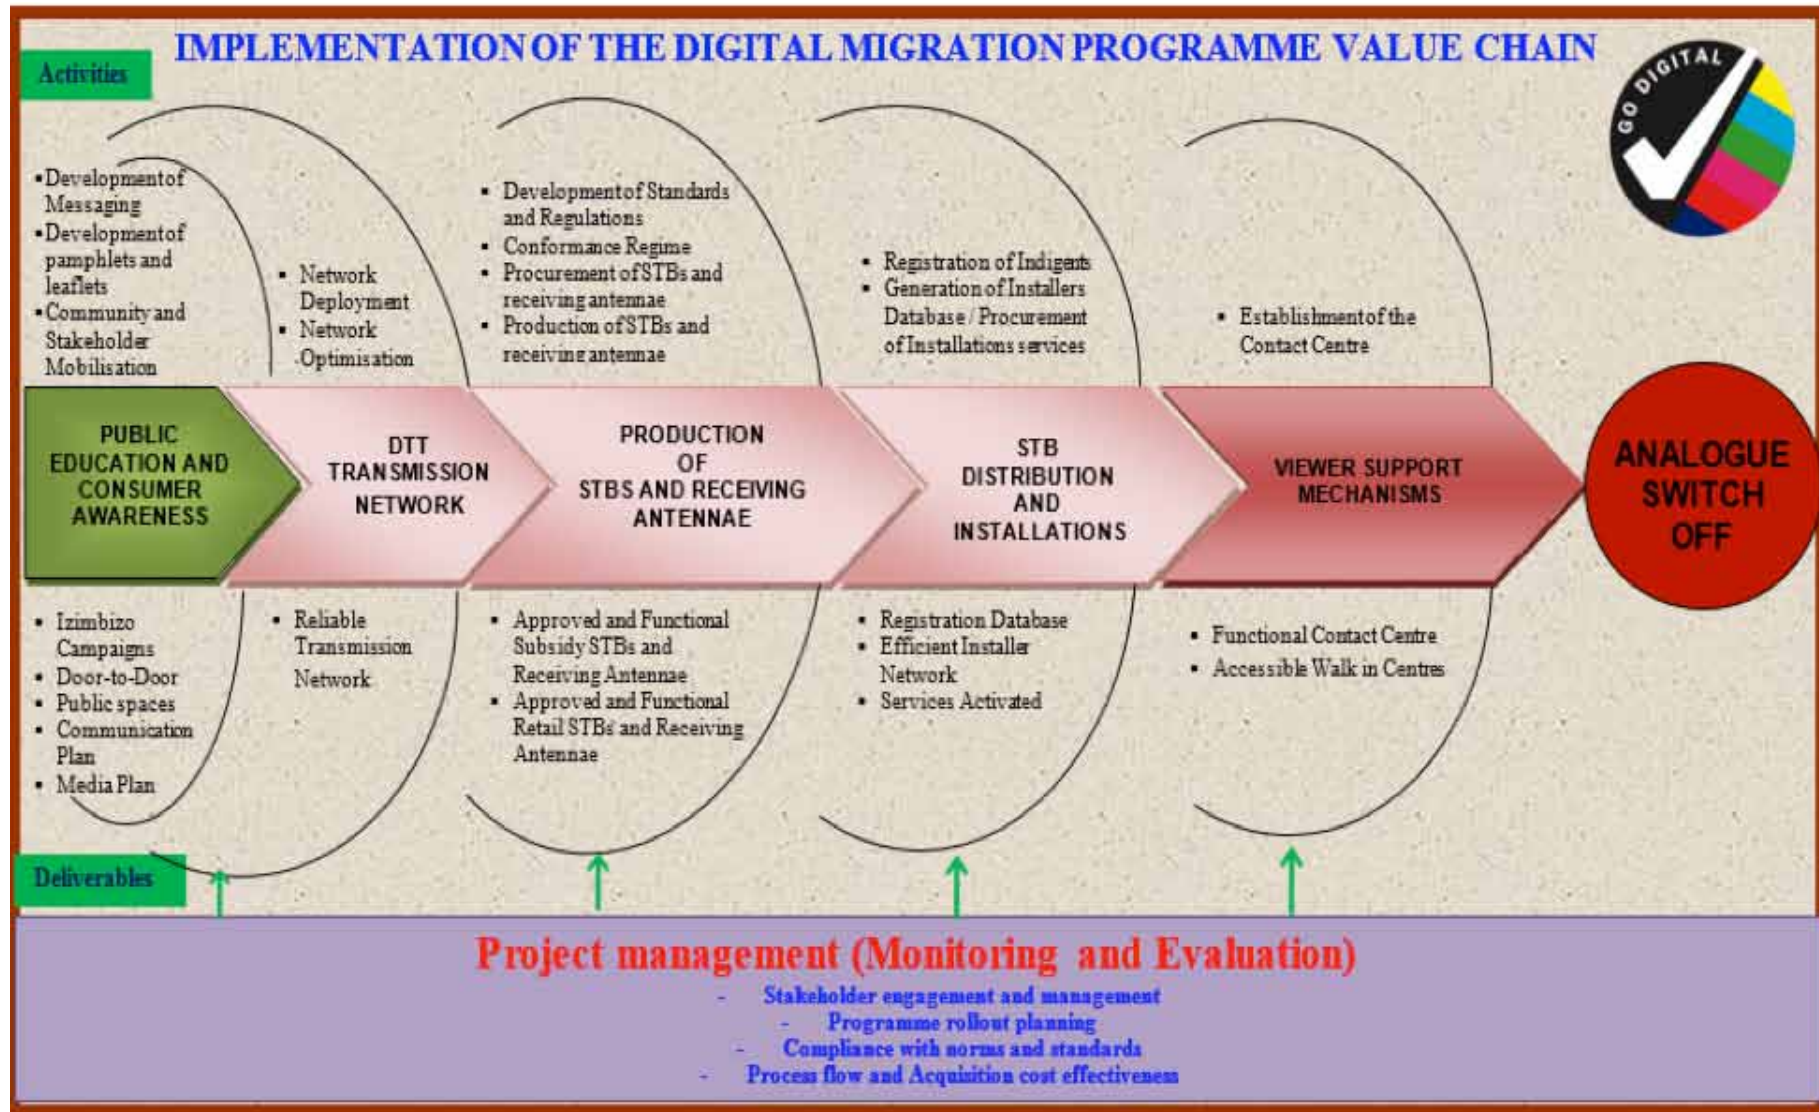 IMPLEMENTATION OF THE DIGITAL MIGRATION PROGRAMME VALUE CHAIN
Activities
GO DIGITAL
▪Development of
Messaging
▪Development of
pamphlets and
leaflets
▪Community and
Stakeholder
Mobilisation
▪ Network
Deployment
▪ Network
Optimisation
▪ Development of Standards
and Regulations
▪ Conformance Regime
▪ Procurement of STBs and
receiving antennae
▪ Production of STBs and
receiving antennae
▪ Registration of Indigents
▪ Generation of Installers
Database / Procurement
of Installations services
▪ Establishment of the
Contact Centre
PUBLIC
EDUCATION AND
CONSUMER
AWARENESS
DTT
TRANSMISSION
NETWORK
PRODUCTION
OF
STBS AND RECEIVING
ANTENNAE
STB
DISTRIBUTION
AND
INSTALLATIONS
VIEWER SUPPORT
MECHANISMS
ANALOGUE
SWITCH
OFF
▪ Izimbizo
Campaigns
▪ Door-to-Door
▪ Public spaces
▪ Communication
Plan
▪ Media Plan
▪ Reliable
Transmission
Network
▪ Approved and Functional
Subsidy STBs and
Receiving Antennae
▪ Approved and Functional
Retail STBs and Receiving
Antennae
▪ Registration Database
▪ Efficient Installer
Network
▪ Services Activated
▪ Functional Contact Centre
▪ Accessible Walk in Centres
Deliverables
Project management (Monitoring and Evaluation)
- Stakeholder engagement and management
- Programme rollout planning
- Compliance with norms and standards
- Process flow and Acquisition cost effectiveness